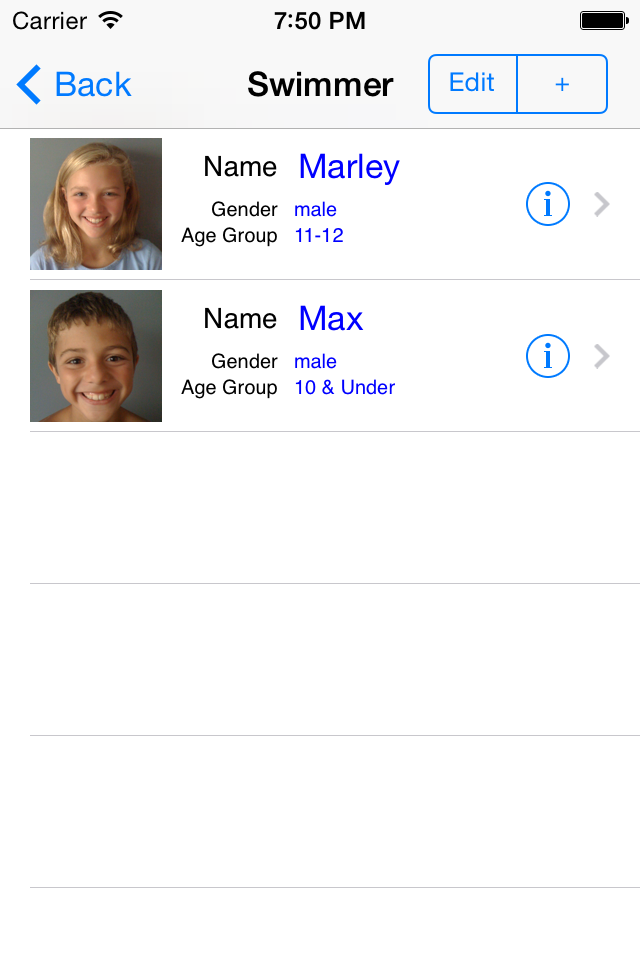 Carrier 7:50 PM
Back Swimmer Edit +
Name Marley
Gender male
Age Group 11-12
i
Name Max
Gender male
Age Group 10 & Under
i